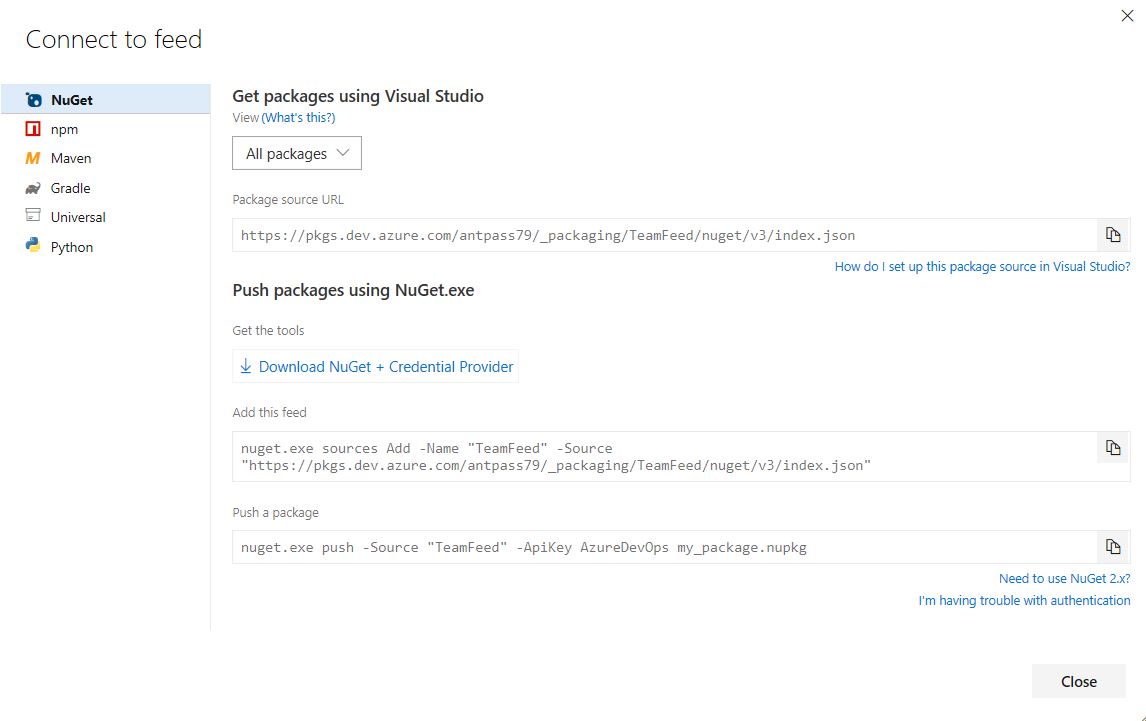 Connect to feed
NuGet
npm
Maven
Gradle
Universal
Python
Get packages using Visual Studio
View (What's this?)
All packages
Package source URL
https://pkgs.dev.azure.com/antpass79/_packaging/TeamFeed/nuget/v3/index.json
How do I set up this package source in Visual Studio?
Push packages using NuGet.exe
Get the tools
Download NuGet + Credential Provider
Add this feed
nuget.exe sources Add -Name "TeamFeed" -Source
"https://pkgs.dev.azure.com/antpass79/_packaging/TeamFeed/nuget/v3/index.json"
Push a package
nuget.exe push -Source "TeamFeed" -ApiKey AzureDevOps my_package.nupkg
Need to use NuGet 2.x?
I'm having trouble with authentication
Close